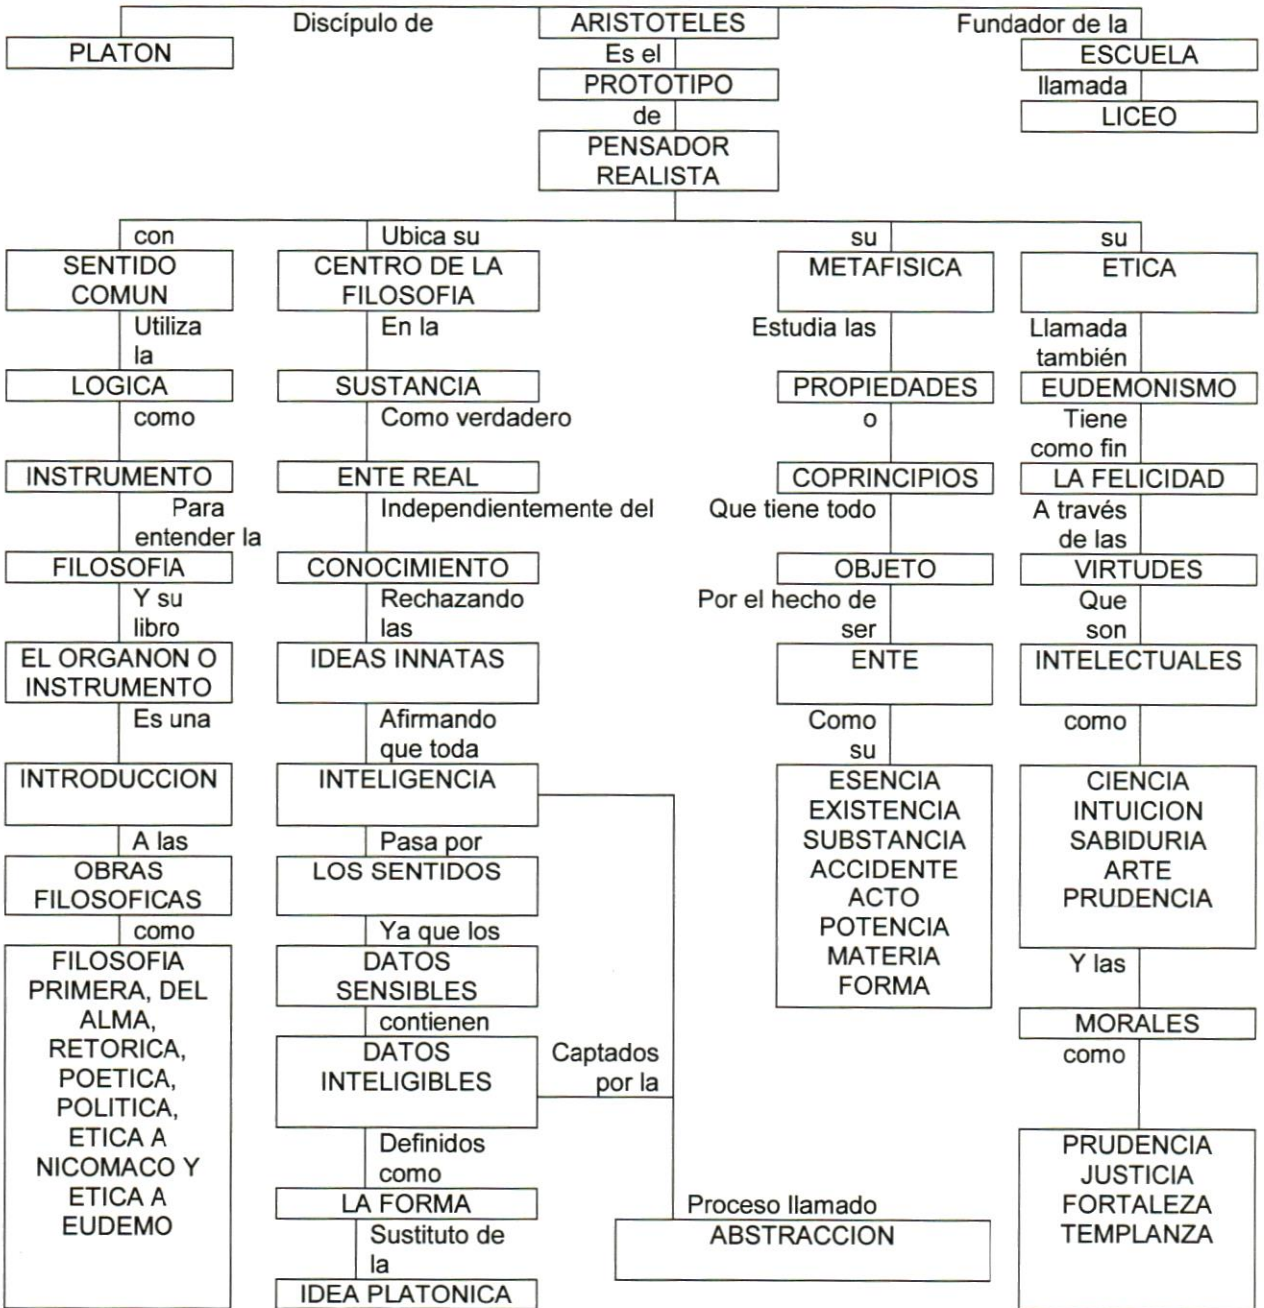 Discípulo de
ARISTOTELES
Fundador de la
PLATON
Es el
ESCUELA
PROTOTIPO
llamada
de
LICEO
PENSADOR
REALISTA
con
SENTIDO
COMUN
Utiliza
la
LOGICA
como
INSTRUMENTO
Para
entender la
FILOSOFIA
Y su
libro
EL ORGANON O
INSTRUMENTO
Es una
INTRODUCCION
A las
OBRAS
FILOSOFICAS
como
FILOSOFIA
PRIMERA, DEL
ALMA,
RETORICA,
POETICA,
POLITICA,
ETICA A
NICOMACO Y
ETICA A
EUDEMO
Ubica su
CENTRO DE LA
FILOSOFIA
En la
SUSTANCIA
Como verdadero
ENTE REAL
Independientemente del
CONOCIMIENTO
Rechazando
las
IDEAS INNATAS
Afirmando
que toda
INTELIGENCIA
Pasa por
LOS SENTIDOS
Ya que los
DATOS
SENSIBLES
contienen
DATOS
INTELIGIBLES
Definidos
como
LA FORMA
Sustituto de
la
IDEA PLATONICA
Captados
por la
Proceso llamado
ABSTRACCION
su
METAFISICA
Estudia las
PROPIEDADES
o
COPRINCIPIOS
Que tiene todo
OBJETO
Por el hecho de
ser
ENTE
Como
su
ESENCIA
EXISTENCIA
SUBSTANCIA
ACCIDENTE
ACTO
POTENCIA
MATERIA
FORMA
su
ETICA
Llamada
también
EUDEMONISMO
Tiene
como fin
LA FELICIDAD
A través
de las
VIRTUDES
Que
son
INTELECTUALES
como
CIENCIA
INTUICION
SABIDURIA
ARTE
PRUDENCIA
Y las
MORALES
como
PRUDENCIA
JUSTICIA
FORTALEZA
TEMPLANZA